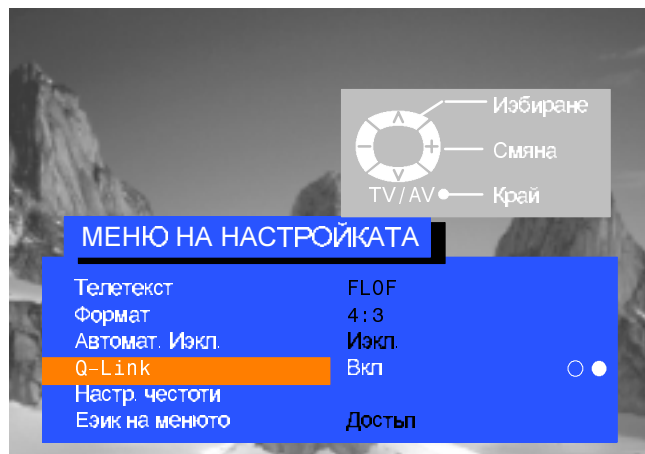 Иэбиране
Смяна
TV/AV Край
МЕНЮ НА НАСТРОЙКАТА
Телетекст FLOF
Формат 4:3
Автомат. Иэкл. Иэкл.
Q-Link Вкл
Настр. честоти
Еэик на менюто Достьп